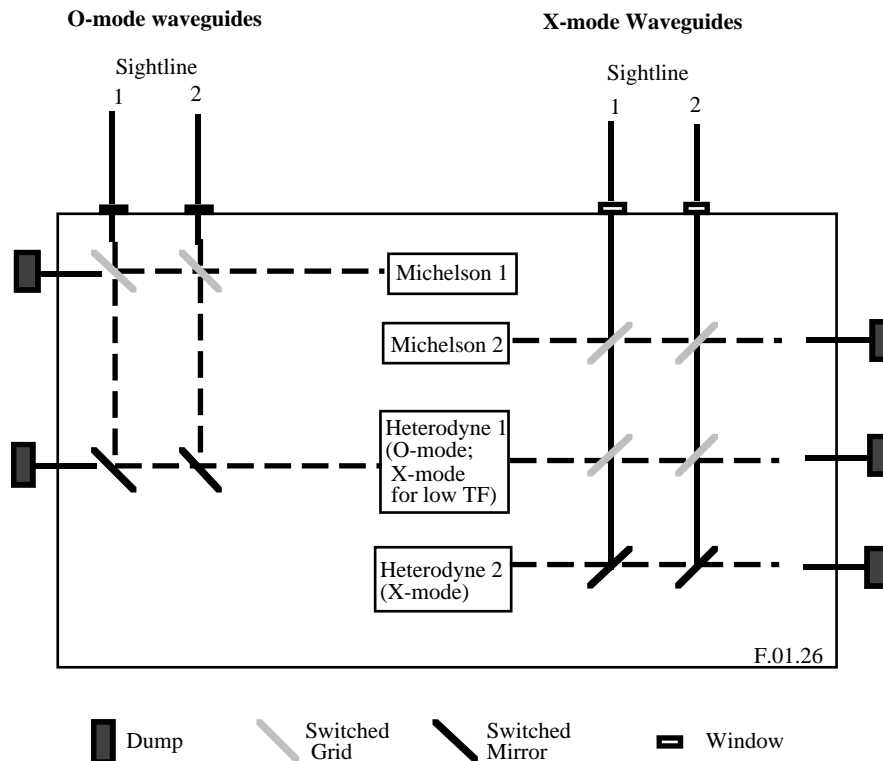 O-mode waveguides
X-mode Waveguides
Sightline
1 2
Sightline
1 2
Michelson 1
Michelson 2
Heterodyne 1
(O-mode;
X-mode
for low TF)
Heterodyne 2
(X-mode)
F.01.26
Dump
Switched
Grid
Switched
Mirror
Window